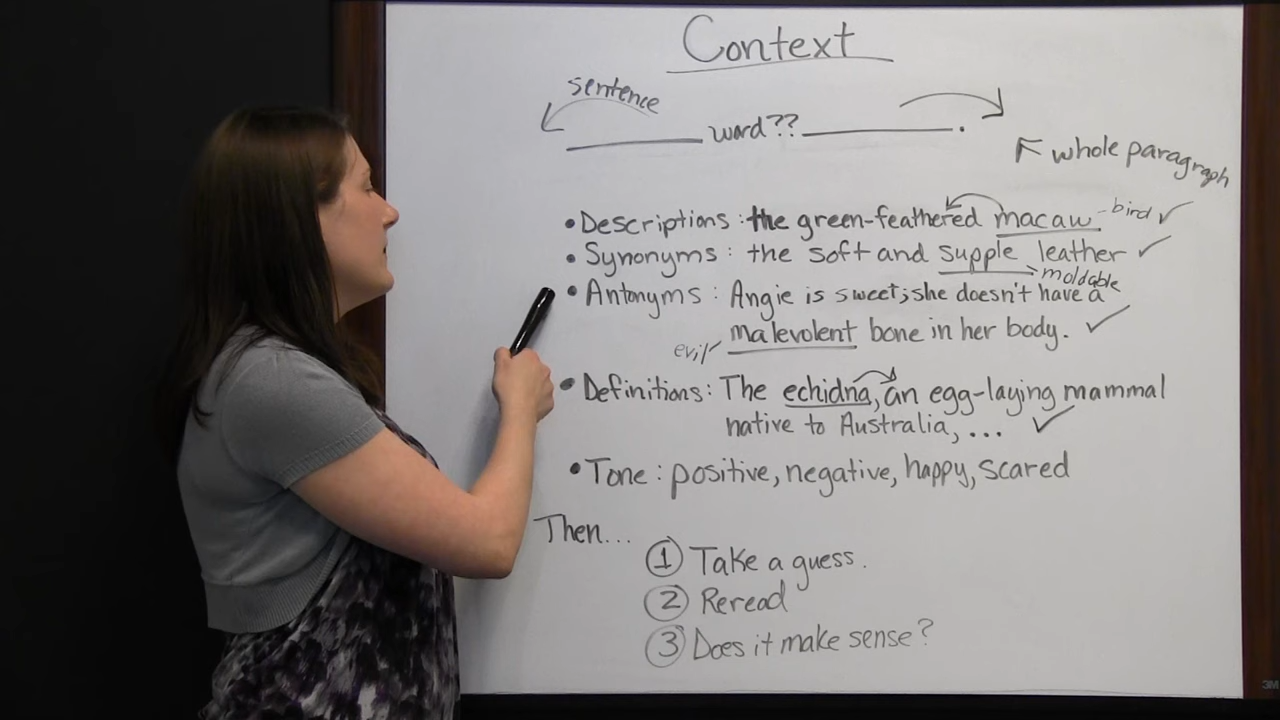 Context
sentence
word??
whole paragraph
• Descriptions : the green-feathered macaw - bird ✓
• Synonyms : the soft and supple leather ✓
moldable
• Antonyms : Angie is sweet; she doesn't have a
malevolent bone in her body. ✓
evil
• Definitions : The echidna, an egg-laying mammal
native to Australia, ... ✓
• Tone : positive, negative, happy, scared
Then...
1 Take a guess.
2 Reread
3 Does it make sense?
3M